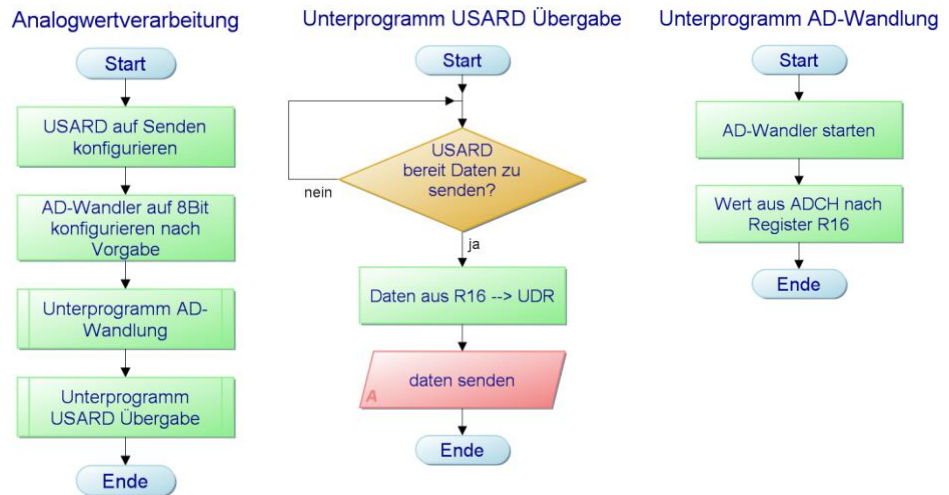 Analogwertverarbeitung
Start
USARD auf Senden
konfigurieren
AD-Wandler auf 8Bit
konfigurieren nach
Vorgabe
Unterprogramm AD-
Wandlung
Unterprogramm
USARD Übergabe
Ende
Unterprogramm USARD Übergabe
Start
USARD
bereit Daten zu
senden?
nein
ja
Daten aus R16 --> UDR
daten senden
A
Ende
Unterprogramm AD-Wandlung
Start
AD-Wandler starten
Wert aus ADCH nach
Register R16
Ende